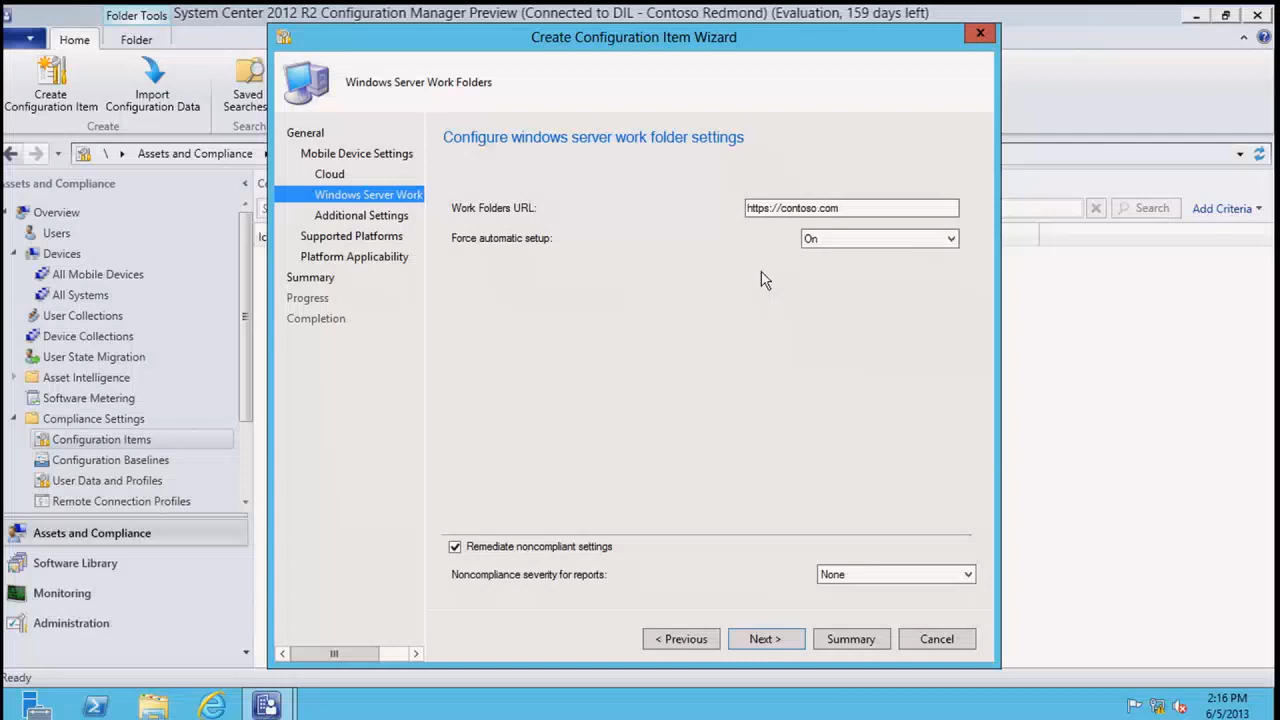 Folder Tools
System Center 2012 R2 Configuration Manager Preview (Connected to DIL - Contoso Redmond) (Evaluation, 159 days left)
Home
Folder
Create Configuration Item Wizard
Create
Configuration Item
Import
Configuration Data
Saved
Searches
Create
Search
\
Assets and Compliance
Windows Server Work Folders
General
Mobile Device Settings
Cloud
Windows Server Work
Additional Settings
Supported Platforms
Platform Applicability
Summary
Progress
Completion
Configure windows server work folder settings
Work Folders URL:
https://contoso.com
Force automatic setup:
On
Remediate noncompliant settings
Noncompliance severity for reports:
None
< Previous
Next >
Summary
Cancel
Search
Add Criteria
ssets and Compliance
Overview
Users
Devices
All Mobile Devices
All Systems
User Collections
Device Collections
User State Migration
Asset Intelligence
Software Metering
Compliance Settings
Configuration Items
Configuration Baselines
User Data and Profiles
Remote Connection Profiles
Assets and Compliance
Software Library
Monitoring
Administration
Ready
2:16 PM
6/5/2013